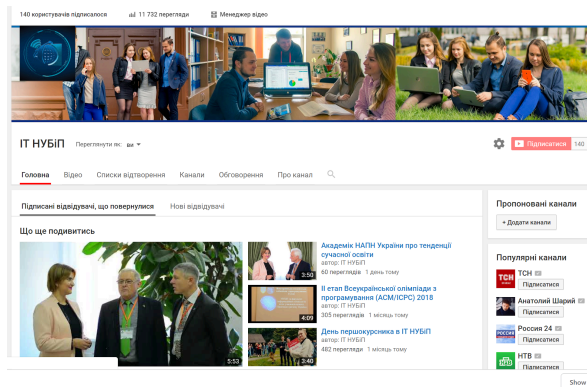 140 користувачів підписалося
11 732 перегляди
Менеджер відео
ІТ НУБіП
Переглянути як: ви
Підписатися 140
Головна
Відео
Списки відтворення
Канали
Обговорення
Про канал
Підписані відвідувачі, що повернулися
Нові відвідувачі
Що ще подивитись
5:53
3:50
Академік НАПН України про тенденції
сучасної освіти
автор: ІТ НУБіП
60 переглядів 1 день тому
4:09
ІІ етап Всеукраїнської олімпіади з
програмування (ACM/ICPC) 2018
автор: ІТ НУБіП
305 переглядів 1 місяць тому
3:40
День першокурсника в ІТ НУБіП
автор: ІТ НУБіП
482 перегляди 1 місяць тому
Пропоновані канали
+ Додати канали
Популярні канали
ТСН
ТСН
Підписатися
Анатолий Шарий
Підписатися
РОССИЯ
Россия 24
Підписатися
НТВ
Підписатися
Show